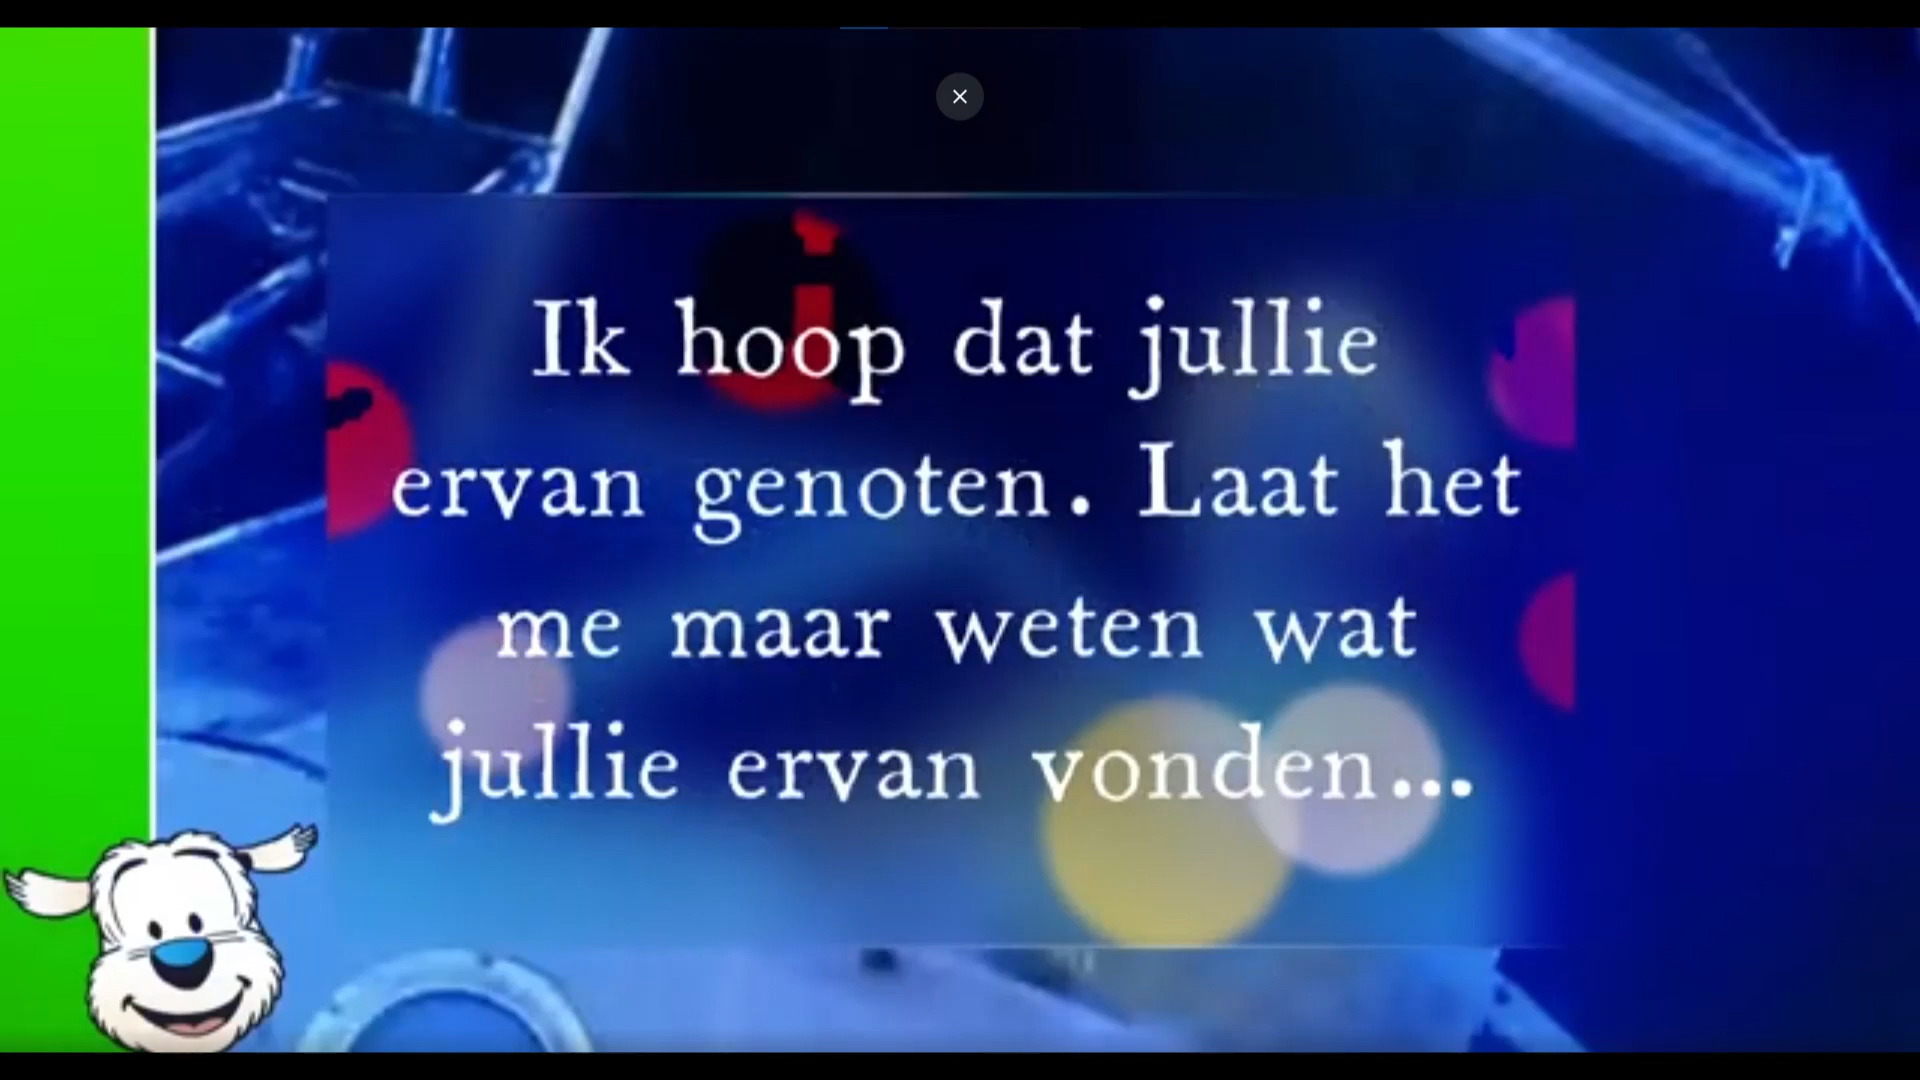 Ik hoop dat jullie
ervan genoten. Laat het
me maar weten wat
jullie ervan vonden...